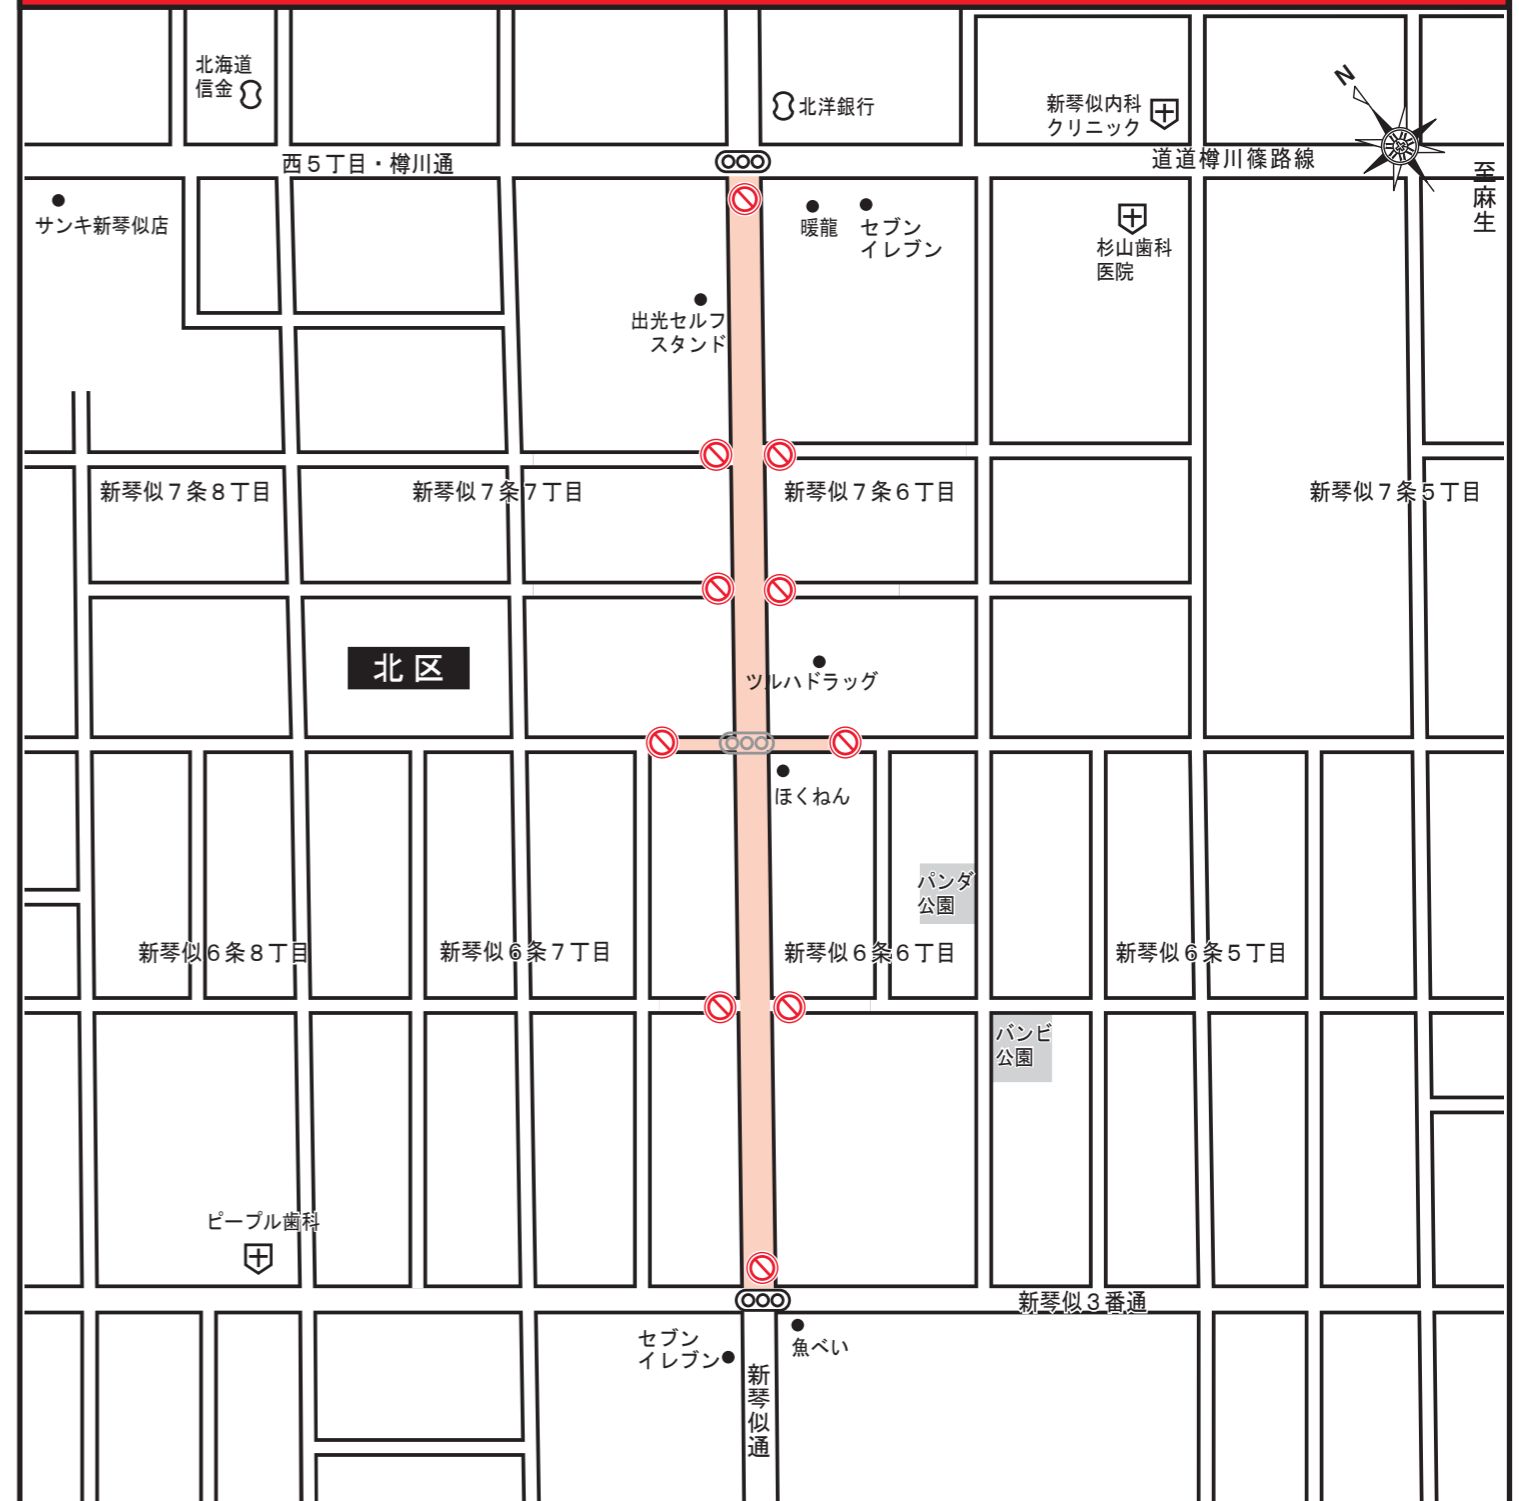 北海道
信金
北洋銀行
新琴似内科
クリニック
N
西５丁目・樽川通
道道樽川篠路線
至麻生
サンキ新琴似店
暖龍
セブン
イレブン
杉山歯科
医院
出光セルフ
スタンド
新琴似７条８丁目
新琴似７条７丁目
新琴似７条６丁目
新琴似７条５丁目
北区
ツルハドラッグ
ほくねん
パンダ
公園
新琴似６条８丁目
新琴似６条７丁目
新琴似６条６丁目
新琴似６条５丁目
バンビ
公園
ピープル歯科
新琴似３番通
セブン
イレブン
魚べい
新琴似通